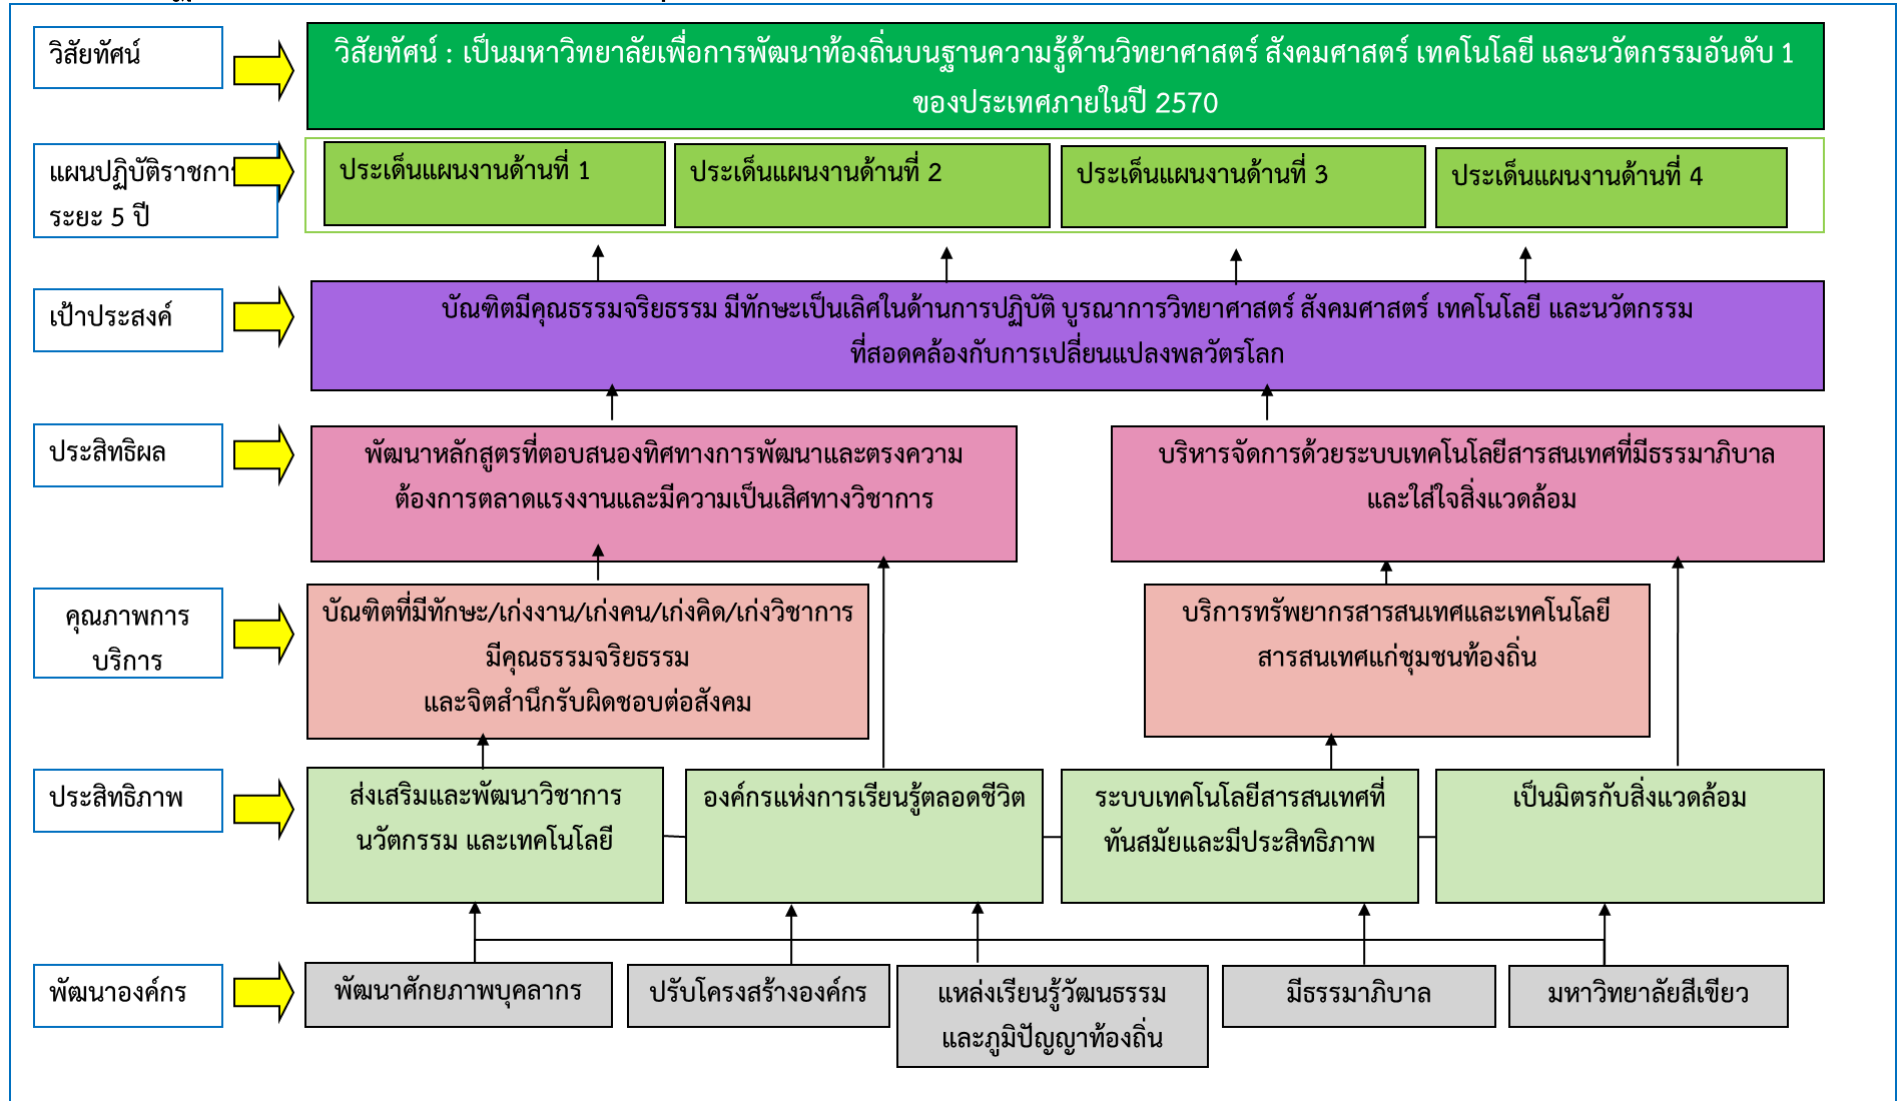 วิสัยทัศน์
วิสัยทัศน์ : เป็นมหาวิทยาลัยเพื่อการพัฒนาท้องถิ่นบนฐานความรู้ด้านวิทยาศาสตร์ สังคมศาสตร์ เทคโนโลยี และนวัตกรรมอันดับ 1
ของประเทศภายในปี 2570
แผนปฏิบัติราชการ
ระยะ 5 ปี
ประเด็นแผนงานด้านที่ 1
ประเด็นแผนงานด้านที่ 2
ประเด็นแผนงานด้านที่ 3
ประเด็นแผนงานด้านที่ 4
เป้าประสงค์
บัณฑิตมีคุณธรรมจริยธรรม มีทักษะเป็นเลิศในด้านการปฏิบัติ บูรณาการวิทยาศาสตร์ สังคมศาสตร์ เทคโนโลยี และนวัตกรรม
ที่สอดคล้องกับการเปลี่ยนแปลงพลวัตรโลก
ประสิทธิผล
พัฒนาหลักสูตรที่ตอบสนองทิศทางการพัฒนาและตรงความ
ต้องการตลาดแรงงานและมีความเป็นเสิศทางวิชาการ
บริหารจัดการด้วยระบบเทคโนโลยีสารสนเทศที่มีธรรมาภิบาล
และใส่ใจสิ่งแวดล้อม
คุณภาพการ
บริการ
บัณฑิตที่มีทักษะ/เก่งงาน/เก่งคน/เก่งคิด/เก่งวิชาการ
มีคุณธรรมจริยธรรม
และจิตสำนึกรับผิดชอบต่อสังคม
บริการทรัพยากรสารสนเทศและเทคโนโลยี
สารสนเทศแก่ชุมชนท้องถิ่น
ประสิทธิภาพ
ส่งเสริมและพัฒนาวิชาการ
นวัตกรรม และเทคโนโลยี
องค์กรแห่งการเรียนรู้ตลอดชีวิต
ระบบเทคโนโลยีสารสนเทศที่
ทันสมัยและมีประสิทธิภาพ
เป็นมิตรกับสิ่งแวดล้อม
พัฒนาองค์กร
พัฒนาศักยภาพบุคลากร
ปรับโครงสร้างองค์กร
แหล่งเรียนรู้วัฒนธรรม
และภูมิปัญญาท้องถิ่น
มีธรรมาภิบาล
มหาวิทยาลัยสีเขียว